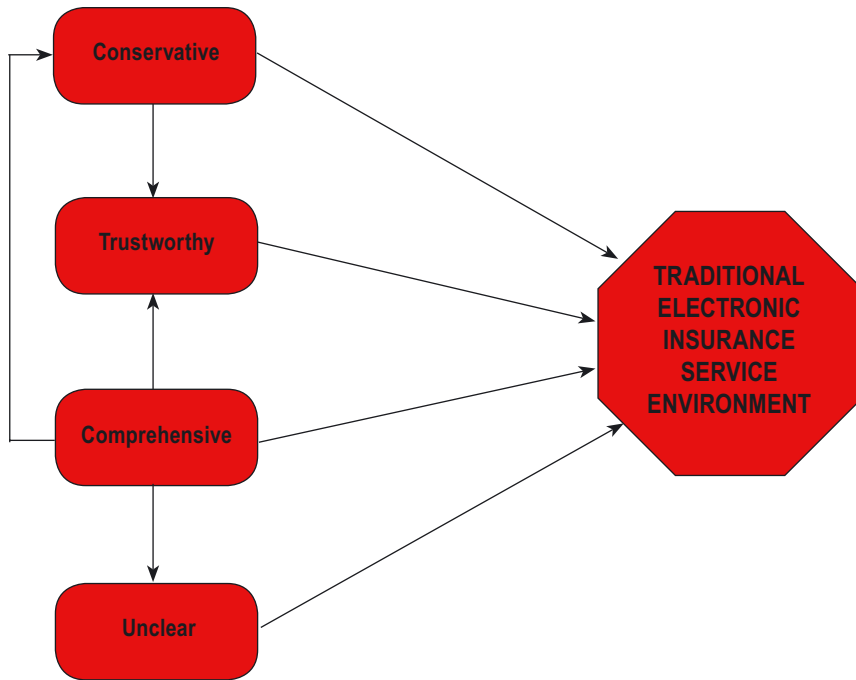 Conservative
Trustworthy
Comprehensive
Unclear
TRADITIONAL
ELECTRONIC
INSURANCE
SERVICE
ENVIRONMENT